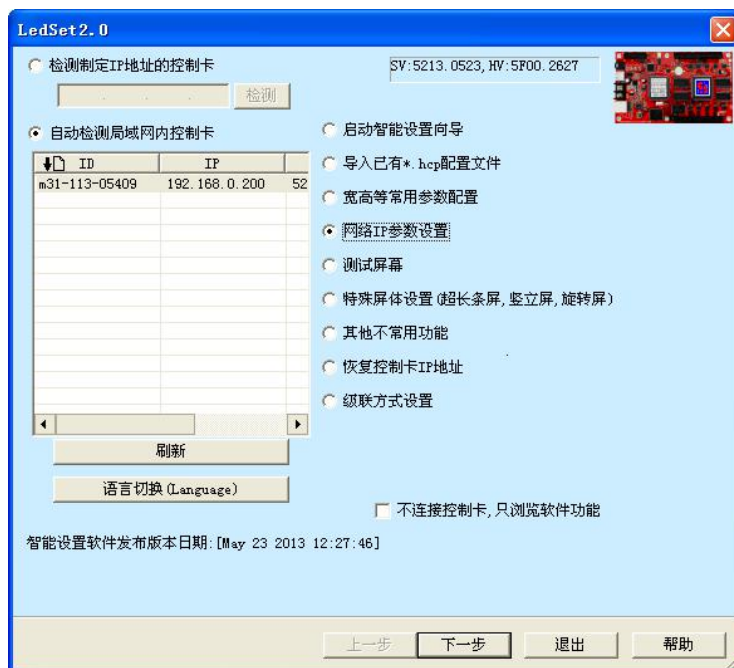 LedSet2.0
检测制定IP地址的控制卡
SV:5213.0523,HV:5F00.2627
检测
自动检测局域网内控制卡
ID IP
m31-113-05409 192.168.0.200 52
刷新
语言切换(Language)
启动智能设置向导
导入已有*.hcp配置文件
宽高等常用参数配置
网络IP参数设置
测试屏幕
特殊屏体设置(超长条屏,竖立屏,旋转屏)
其他不常用功能
恢复控制卡IP地址
级联方式设置
不连接控制卡,只浏览软件功能
智能设置软件发布版本日期:[May 23 2013 12:27:46]
上一步 下一步 退出 帮助